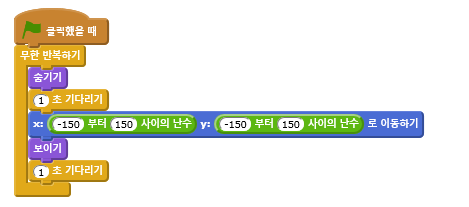 클릭했을 때
무한 반복하기
숨기기
1 초 기다리기
x: -150 부터 150 사이의 난수 y: -150 부터 150 사이의 난수 로 이동하기
보이기
1 초 기다리기